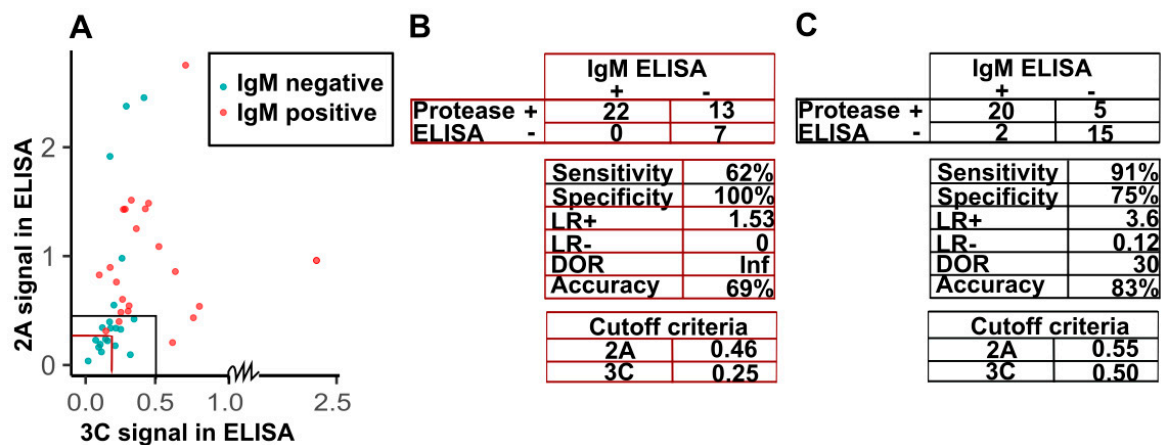 A
2A signal in ELISA
2
1
0
0.0 0.5 1.0 2.5
3C signal in ELISA
IgM negative
IgM positive
B
IgM ELISA
+ -
Protease + 22 13
ELISA - 0 7
Sensitivity 62%
Specificity 100%
LR+ 1.53
LR- 0
DOR Inf
Accuracy 69%
Cutoff criteria
2A 0.46
3C 0.25
C
IgM ELISA
+ -
Protease + 20 5
ELISA - 2 15
Sensitivity 91%
Specificity 75%
LR+ 3.6
LR- 0.12
DOR 30
Accuracy 83%
Cutoff criteria
2A 0.55
3C 0.50